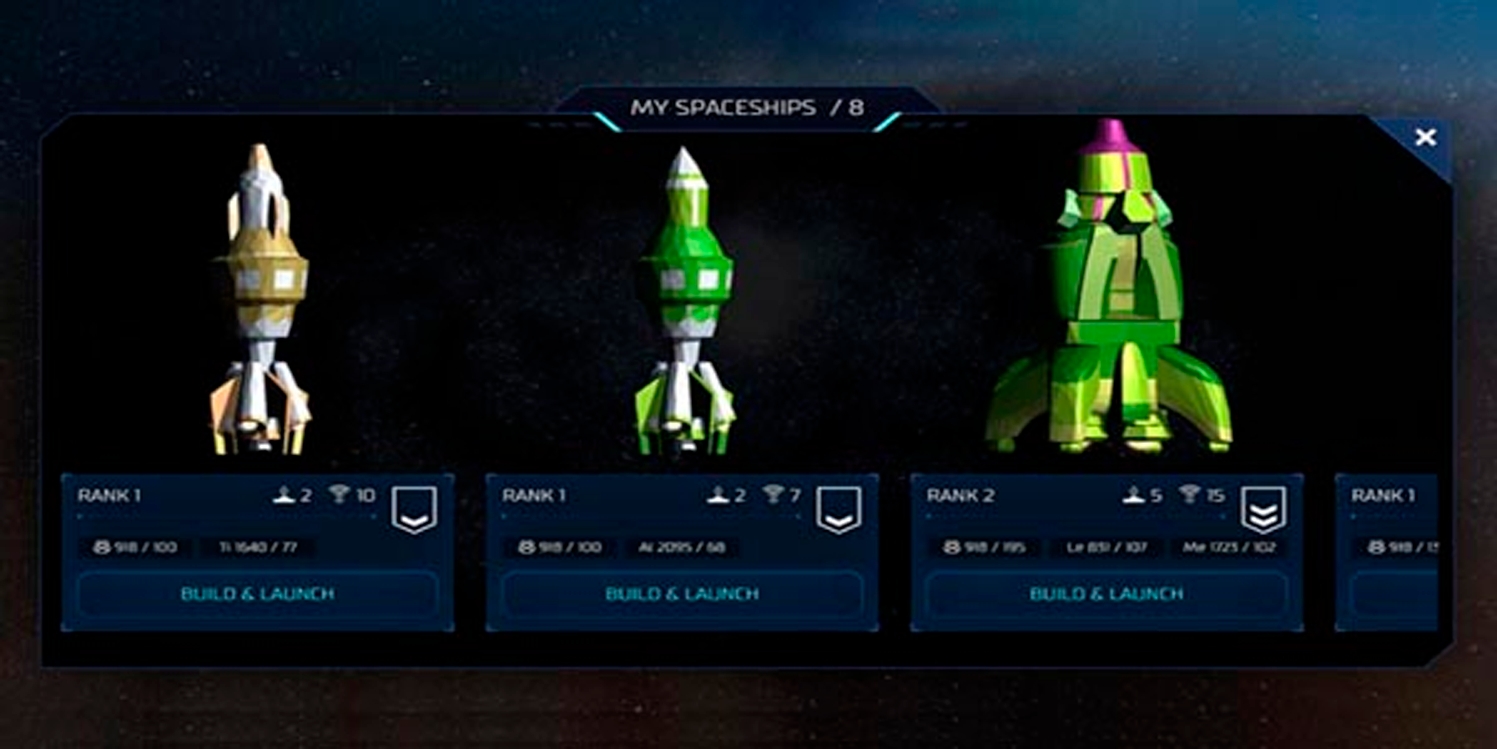 MY SPACESHIPS / 8
RANK 1 2 10
918 / 100 Ti 1640 / 77
BUILD & LAUNCH
RANK 1 2 7
918 / 100 Al 2095 / 68
BUILD & LAUNCH
RANK 2 5 15
918 / 195 Le 831 / 107 Me 1723 / 102
BUILD & LAUNCH
RANK 1
918 /